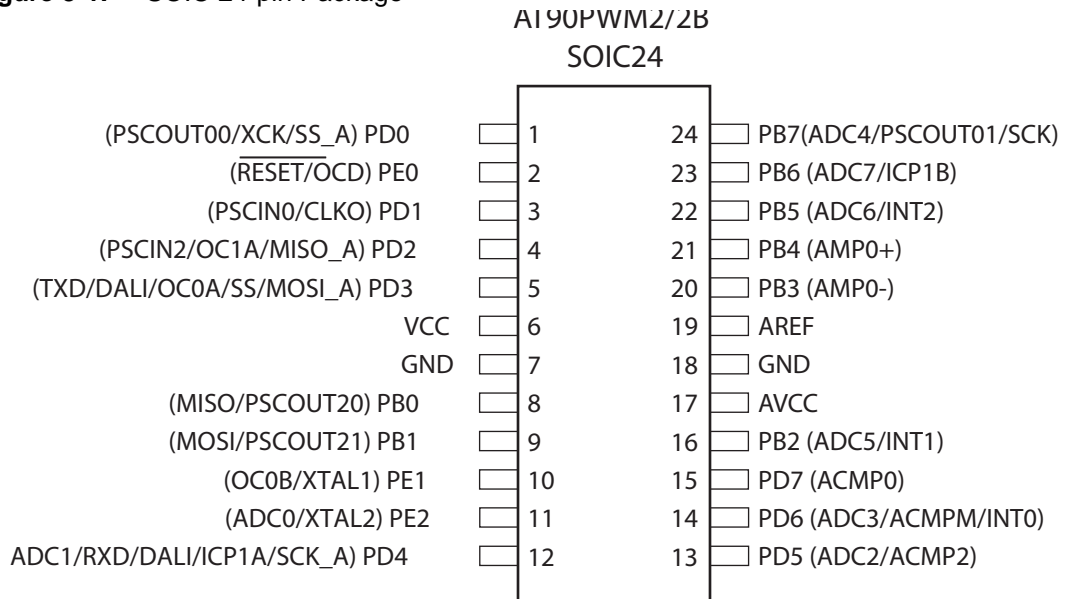 SOIC 24-pin Package
AT90PWM2/2B
SOIC24
(PSCOUT00/XCK/SS_A) PD0 1 24 PB7(ADC4/PSCOUT01/SCK)
(RESET/OCD) PE0 2 23 PB6 (ADC7/ICP1B)
(PSCIN0/CLKO) PD1 3 22 PB5 (ADC6/INT2)
(PSCIN2/OC1A/MISO_A) PD2 4 21 PB4 (AMP0+)
(TXD/DALI/OC0A/SS/MOSI_A) PD3 5 20 PB3 (AMP0-)
VCC 6 19 AREF
GND 7 18 GND
(MISO/PSCOUT20) PB0 8 17 AVCC
(MOSI/PSCOUT21) PB1 9 16 PB2 (ADC5/INT1)
(OC0B/XTAL1) PE1 10 15 PD7 (ACMP0)
(ADC0/XTAL2) PE2 11 14 PD6 (ADC3/ACMPM/INT0)
ADC1/RXD/DALI/ICP1A/SCK_A) PD4 12 13 PD5 (ADC2/ACMP2)